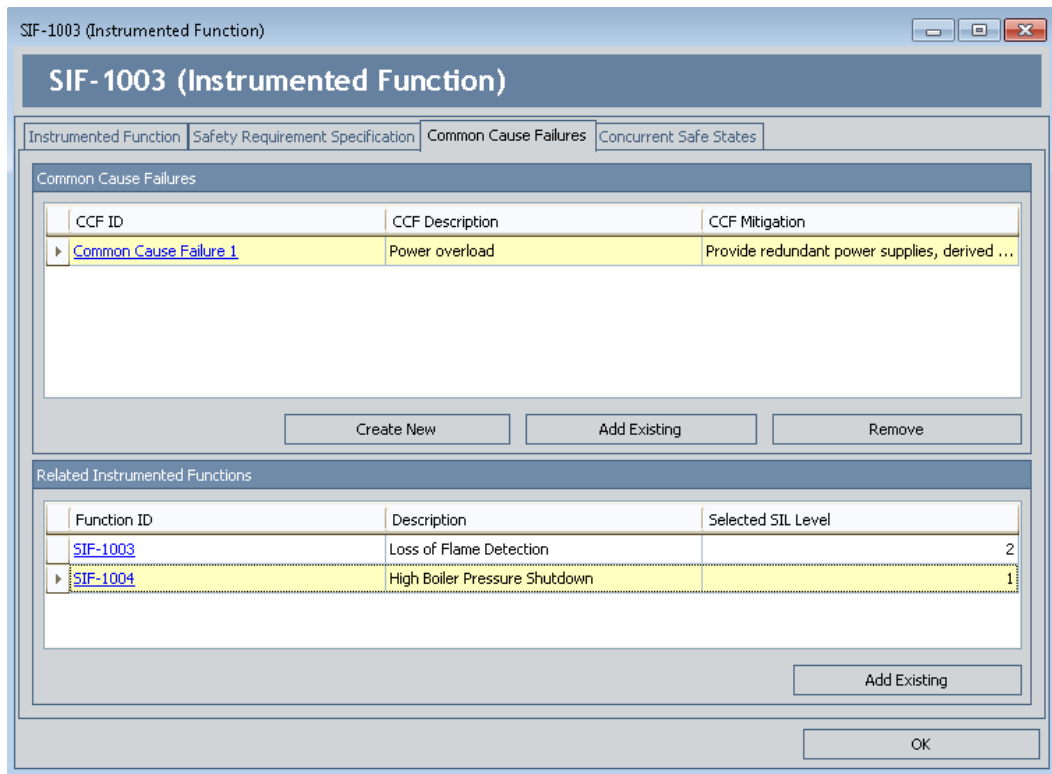 SIF-1003 (Instrumented Function)
SIF-1003 (Instrumented Function)
Instrumented Function Safety Requirement Specification Common Cause Failures Concurrent Safe States
Common Cause Failures
CCF ID CCF Description CCF Mitigation
Common Cause Failure 1 Power overload Provide redundant power supplies, derived ...
Create New Add Existing Remove
Related Instrumented Functions
Function ID Description Selected SIL Level
SIF-1003 Loss of Flame Detection 2
SIF-1004 High Boiler Pressure Shutdown 1
Add Existing
OK